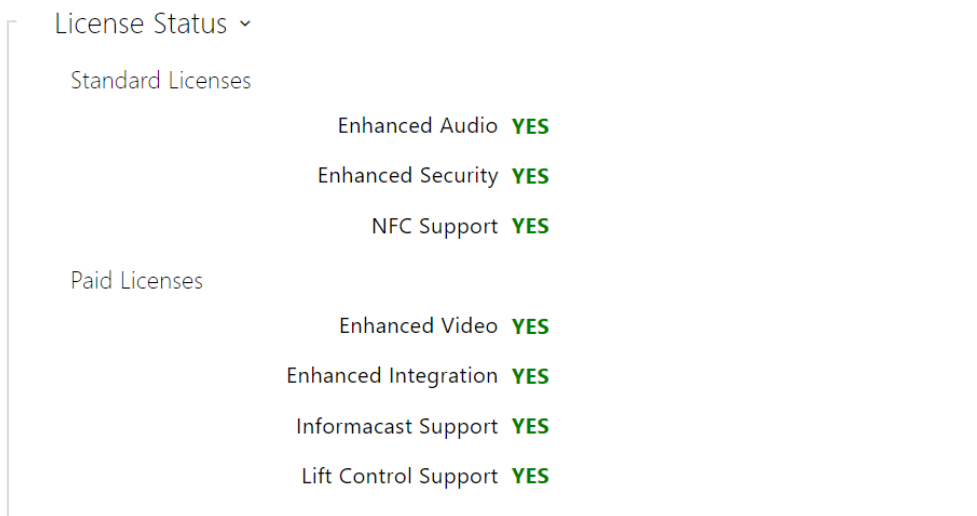 License Status
Standard Licenses
Enhanced Audio YES
Enhanced Security YES
NFC Support YES
Paid Licenses
Enhanced Video YES
Enhanced Integration YES
Informacast Support YES
Lift Control Support YES